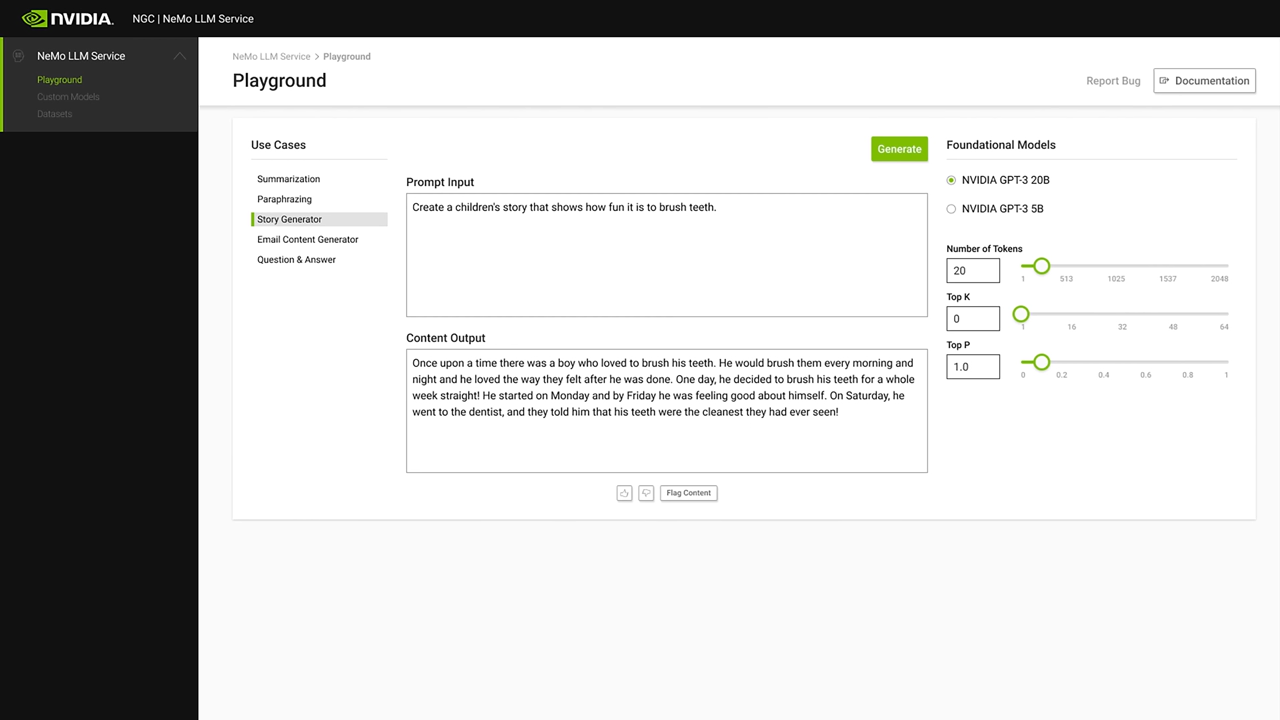 NVIDIA. NGC | NeMo LLM Service
NeMo LLM Service
Playground
Custom Models
Datasets
NeMo LLM Service > Playground
Playground
Report Bug
Documentation
Use Cases
Summarization
Paraphrazing
Story Generator
Email Content Generator
Question & Answer
Generate
Prompt Input
Create a children's story that shows how fun it is to brush teeth.
Content Output
Once upon a time there was a boy who loved to brush his teeth. He would brush them every morning and
night and he loved the way they felt after he was done. One day, he decided to brush his teeth for a whole
week straight! He started on Monday and by Friday he was feeling good about himself. On Saturday, he
went to the dentist, and they told him that his teeth were the cleanest they had ever seen!
Flag Content
Foundational Models
NVIDIA GPT-3 20B
NVIDIA GPT-3 5B
Number of Tokens
20
1 513 1025 1537 2048
Top K
0
1 16 32 48 64
Top P
1.0
0 0.2 0.4 0.6 0.8 1